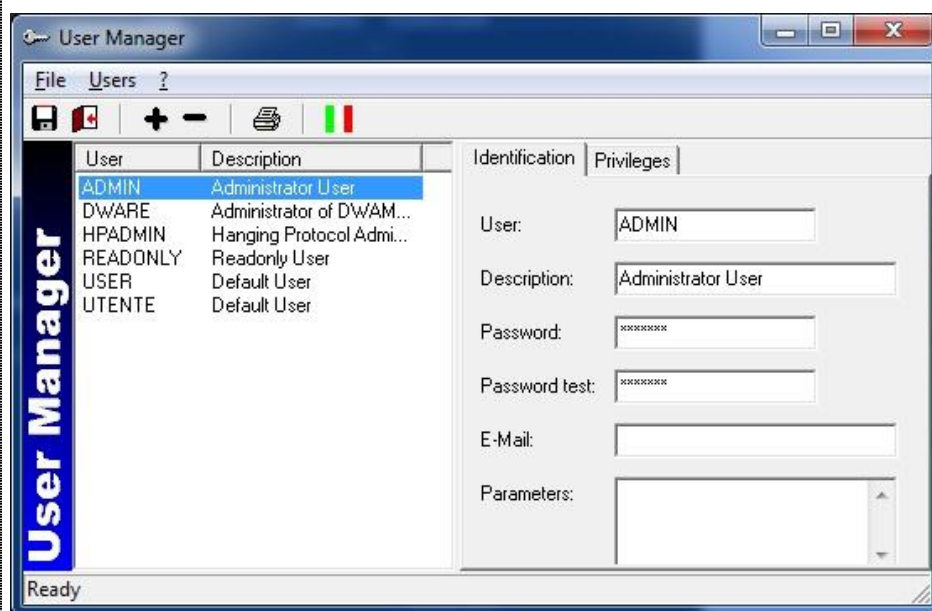 User Manager
File Users ?
User Description
ADMIN Administrator User
DWARE Administrator of DWAM...
HPADMIN Hanging Protocol Admi...
READONLY Readonly User
USER Default User
UTENTE Default User
User Manager
Identification Privileges
User: ADMIN
Description: Administrator User
Password: *******
Password test: *******
E-Mail:
Parameters:
Ready